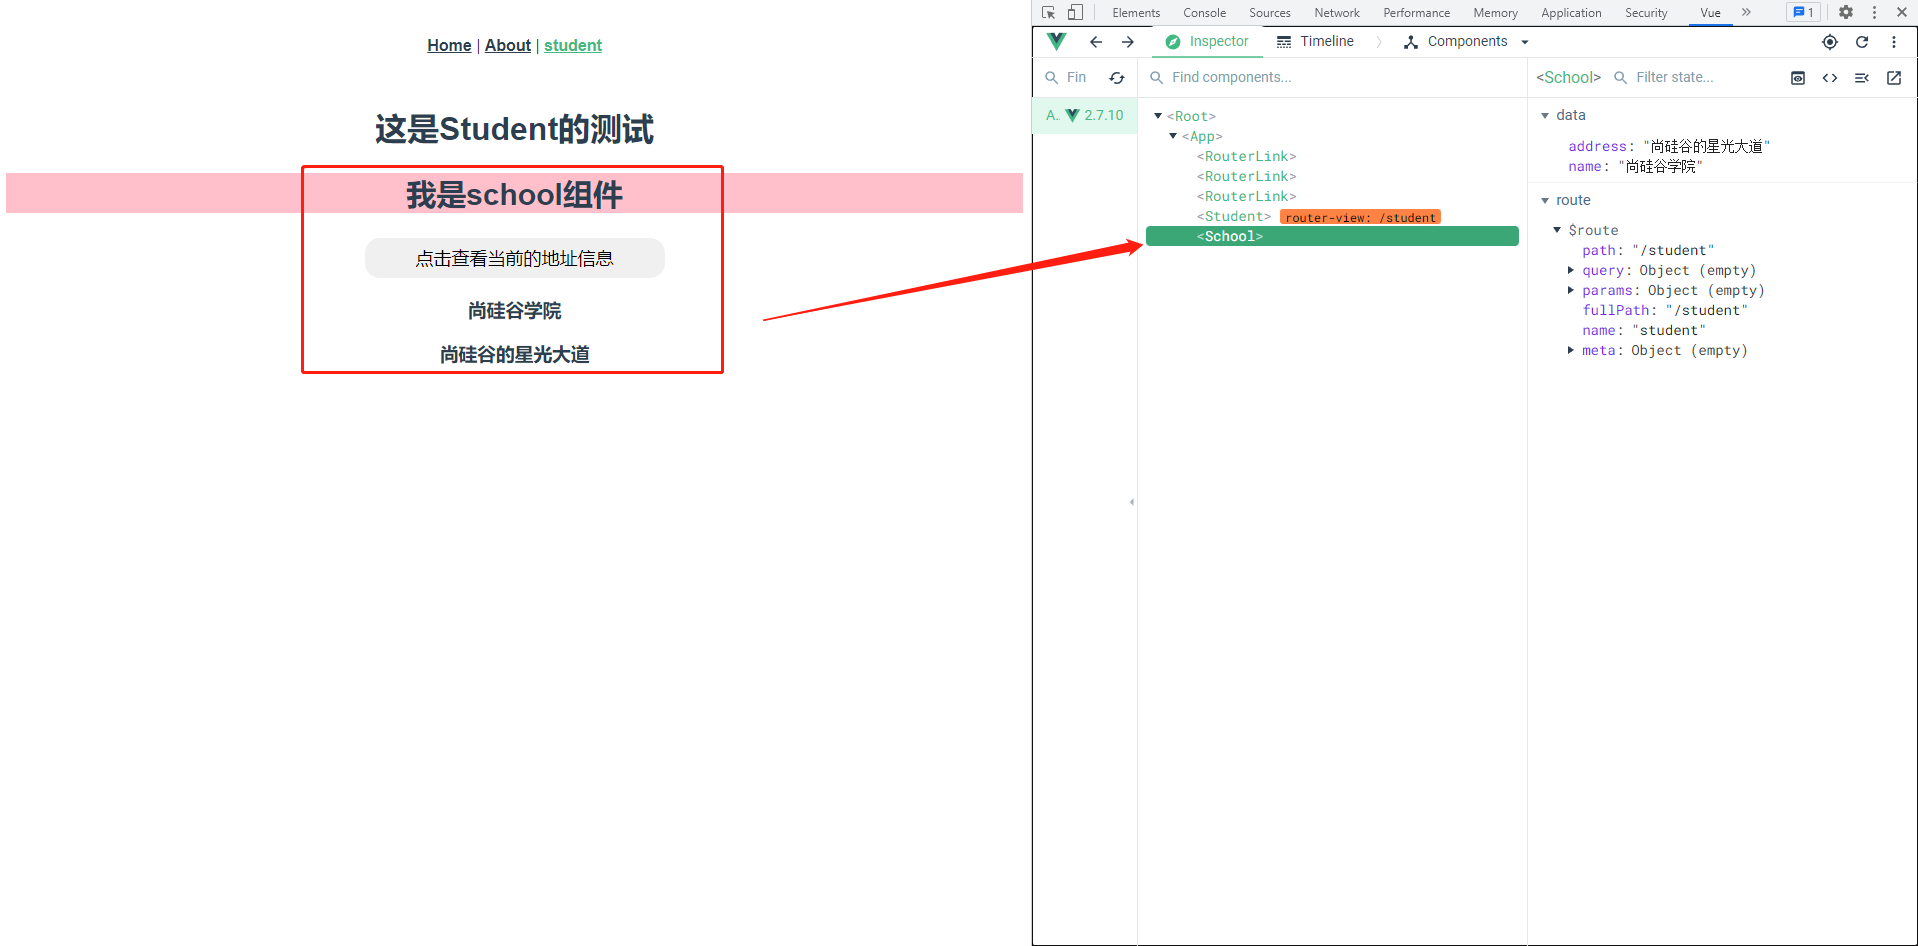 Home | About | student
这是Student的测试
我是school组件
点击查看当前的地址信息
尚硅谷学院
尚硅谷的星光大道
Elements Console Sources Network Performance Memory Application Security Vue » 1
Inspector Timeline Components
Fin
Find components...
<School> Filter state...
A.. 2.7.10
<Root>
<App>
<RouterLink>
<RouterLink>
<RouterLink>
<Student> router-view: /student
<School>
data
address: "尚硅谷的星光大道"
name: "尚硅谷学院"
route
$route
path: "/student"
query: Object (empty)
params: Object (empty)
fullPath: "/student"
name: "student"
meta: Object (empty)